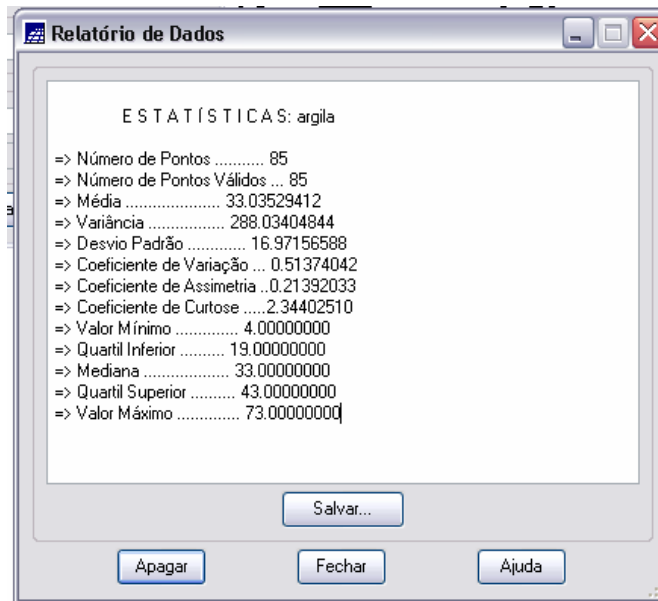 Relatório de Dados
E S T A T Í S T I C A S: argila
=> Número de Pontos ........... 85
=> Número de Pontos Válidos ... 85
=> Média ..................... 33.03529412
=> Variância ................. 288.03404844
=> Desvio Padrão ............. 16.97156588
=> Coeficiente de Variação ... 0.51374042
=> Coeficiente de Assimetria ..0.21392033
=> Coeficiente de Curtose .....2.34402510
=> Valor Mínimo .............. 4.00000000
=> Quartil Inferior .......... 19.00000000
=> Mediana ................... 33.00000000
=> Quartil Superior .......... 43.00000000
=> Valor Máximo .............. 73.00000000
Salvar...
Apagar
Fechar
Ajuda